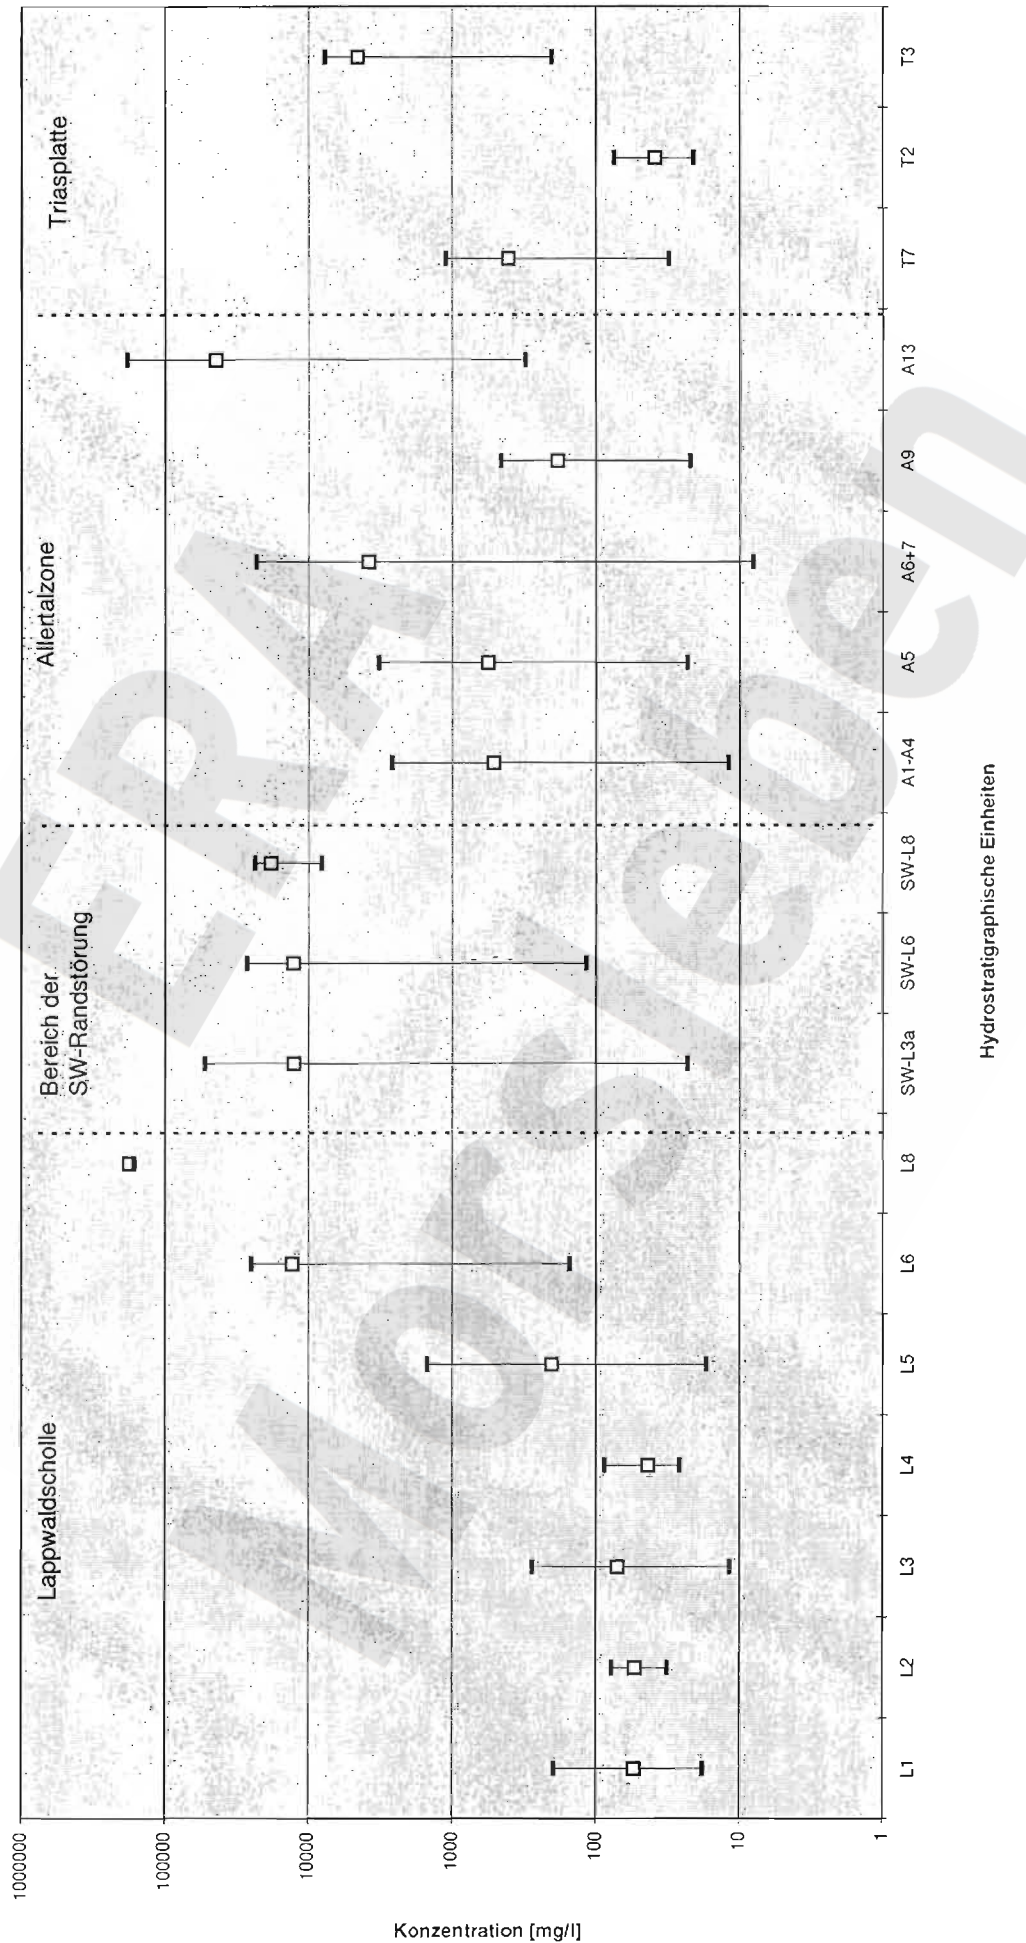 Lappwaldscholle
Bereich der
SW-Randstörung
Allertalzone
Triasplatte
1000000
100000
10000
1000
100
10
1
Konzentration [mg/l]
L1
L2
L3
L4
L5
L6
L8
SW-L3a
SW-L6
SW-L8
A1-A4
A5
A6+7
A9
A13
T7
T2
T3
Hydrostratigraphische Einheiten
ERA
Morsleben